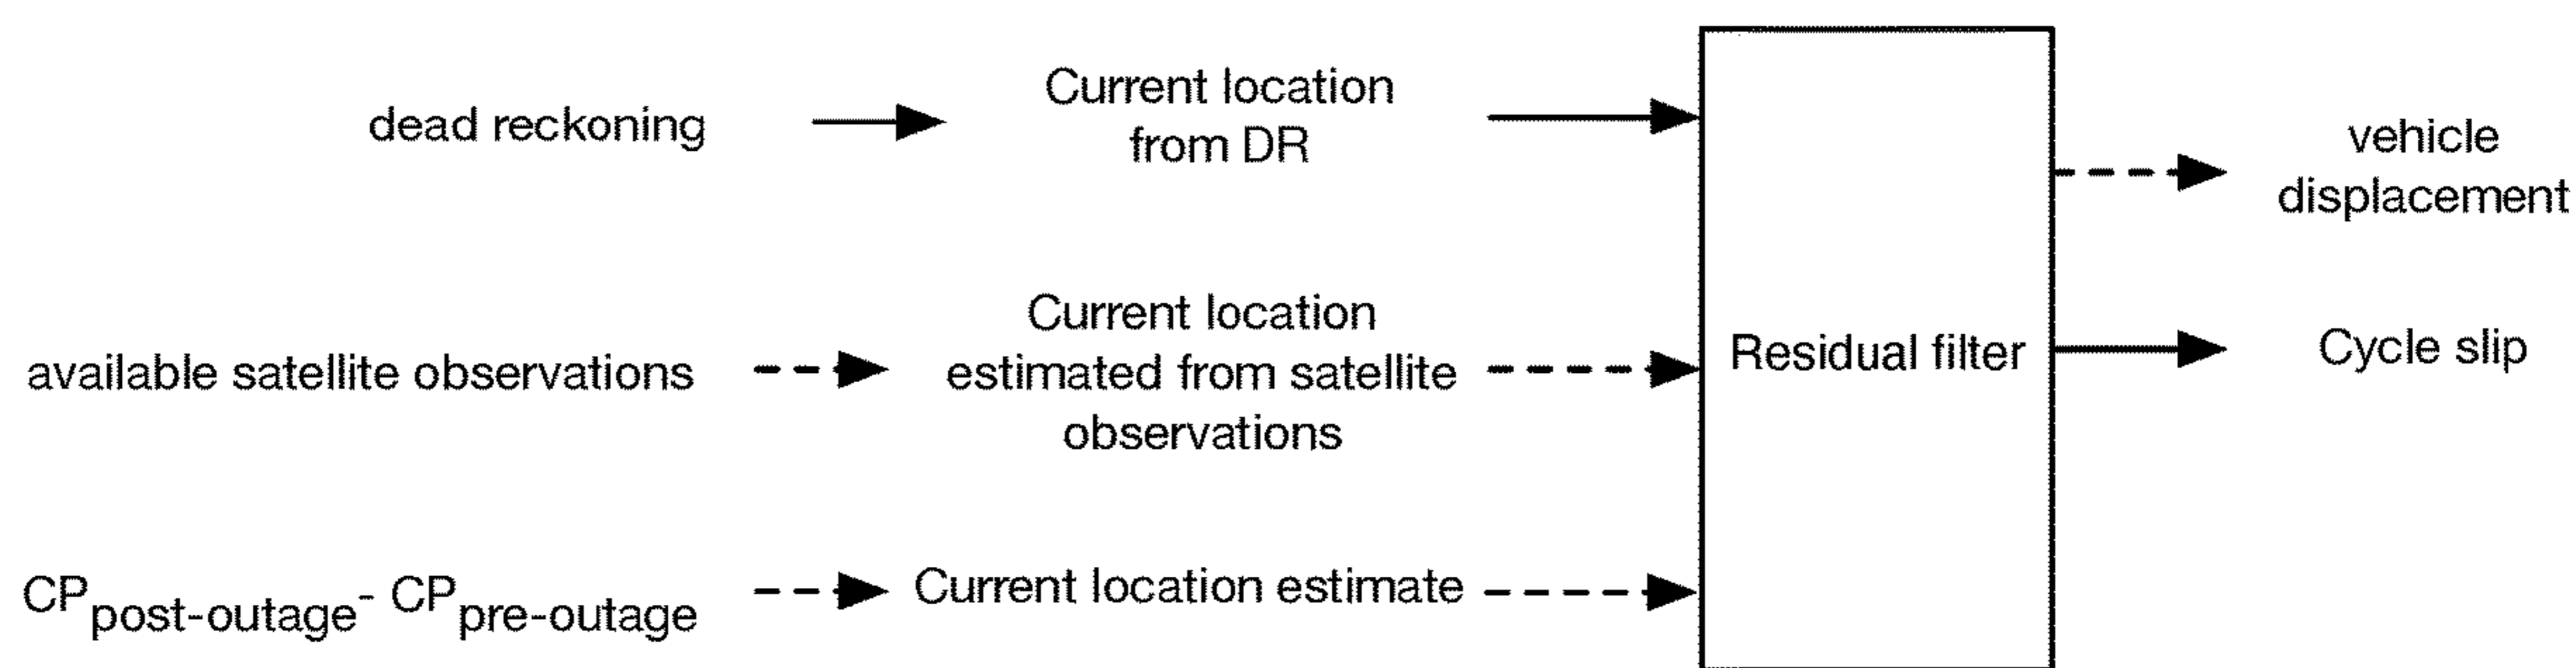 dead reckoning
Current location
from DR
vehicle
displacement
available satellite observations
Current location
estimated from satellite
observations
Residual filter
Cycle slip
CPpost-outage- CPpre-outage
Current location estimate